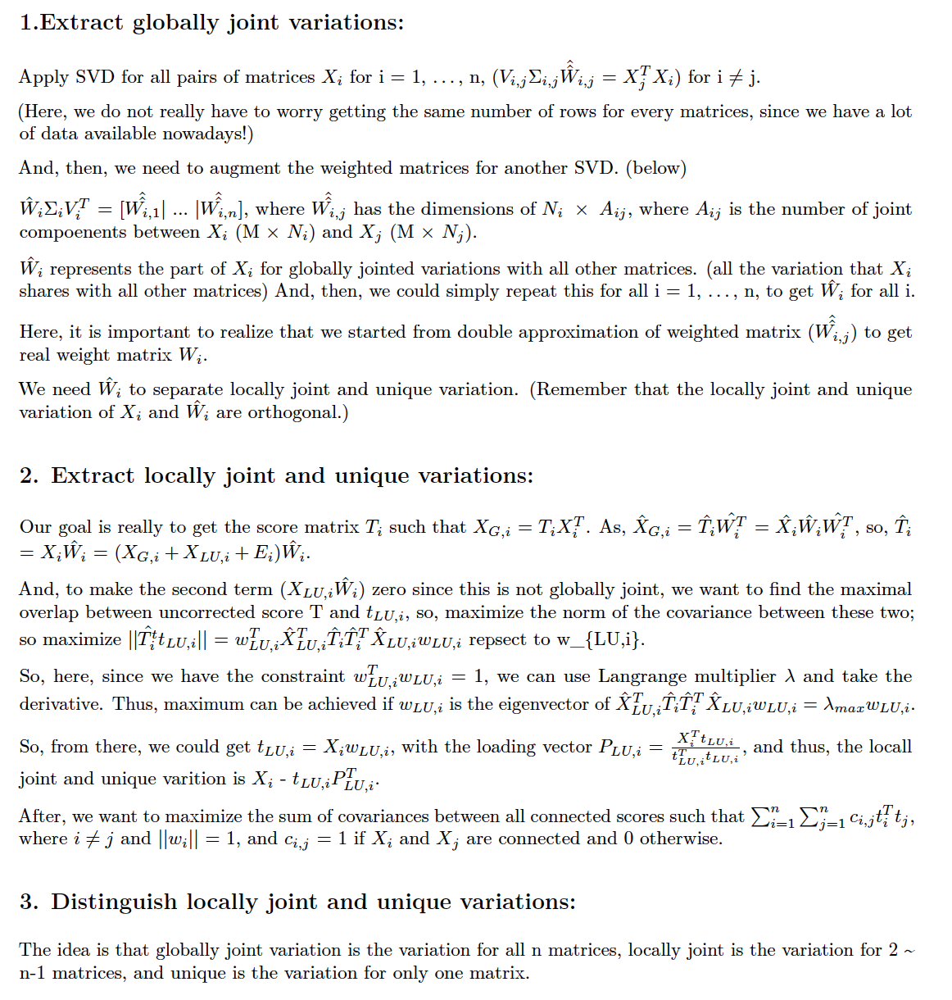 1.Extract globally joint variations:
Apply SVD for all pairs of matrices $X_i$ for i = 1, ..., n, ($V_{i,j}\Sigma_{i,j}\hat{\hat{W}}_{i,j} = X_j^T X_i$) for i ≠ j.
(Here, we do not really have to worry getting the same number of rows for every matrices, since we have a lot
of data available nowadays!)
And, then, we need to augment the weighted matrices for another SVD. (below)
$\hat{W}_i\Sigma_i V_i^T = [\hat{\hat{W}}_{i,1}| ... |\hat{\hat{W}}_{i,n}]$, where $\hat{\hat{W}}_{i,j}$ has the dimensions of $N_i \times A_{ij}$, where $A_{ij}$ is the number of joint
compoenents between $X_i$ (M × $N_i$) and $X_j$ (M × $N_j$).
$\hat{W}_i$ represents the part of $X_i$ for globally jointed variations with all other matrices. (all the variation that $X_i$
shares with all other matrices) And, then, we could simply repeat this for all i = 1, ..., n, to get $\hat{W}_i$ for all i.
Here, it is important to realize that we started from double approximation of weighted matrix ($\hat{\hat{W}}_{i,j}$) to get
real weight matrix $W_i$.
We need $\hat{W}_i$ to separate locally joint and unique variation. (Remember that the locally joint and unique
variation of $X_i$ and $\hat{W}_i$ are orthogonal.)
2. Extract locally joint and unique variations:
Our goal is really to get the score matrix $T_i$ such that $X_{G,i} = T_i X_i^T$. As, $\hat{X}_{G,i} = \hat{T}_i\hat{W}_i^T = \hat{X}_i\hat{W}_i\hat{W}_i^T$, so, $\hat{T}_i$
$= X_i\hat{W}_i = (X_{G,i} + X_{LU,i} + E_i)\hat{W}_i$.
And, to make the second term ($X_{LU,i}\hat{W}_i$) zero since this is not globally joint, we want to find the maximal
overlap between uncorrected score T and $t_{LU,i}$, so, maximize the norm of the covariance between these two;
so maximize $||\hat{T}_i^t t_{LU,i}|| = w_{LU,i}^T\hat{X}_{LU,i}^T\hat{T}_i\hat{T}_i^T\hat{X}_{LU,i}w_{LU,i}$ repsect to w_{LU,i}.
So, here, since we have the constraint $w_{LU,i}^T w_{LU,i} = 1$, we can use Langrange multiplier λ and take the
derivative. Thus, maximum can be achieved if $w_{LU,i}$ is the eigenvector of $\hat{X}_{LU,i}^T\hat{T}_i\hat{T}_i^T\hat{X}_{LU,i}w_{LU,i} = \lambda_{max}w_{LU,i}$.
So, from there, we could get $t_{LU,i} = X_i w_{LU,i}$, with the loading vector $P_{LU,i} = \frac{X_i^T t_{LU,i}}{t_{LU,i}^T t_{LU,i}}$, and thus, the locall
joint and unique varition is $X_i$ - $t_{LU,i}P_{LU,i}^T$.
After, we want to maximize the sum of covariances between all connected scores such that $\sum_{i=1}^n\sum_{j=1}^n c_{i,j}t_i^T t_j$,
where $i \neq j$ and $||w_i|| = 1$, and $c_{i,j} = 1$ if $X_i$ and $X_j$ are connected and 0 otherwise.
3. Distinguish locally joint and unique variations:
The idea is that globally joint variation is the variation for all n matrices, locally joint is the variation for 2 ~
n-1 matrices, and unique is the variation for only one matrix.